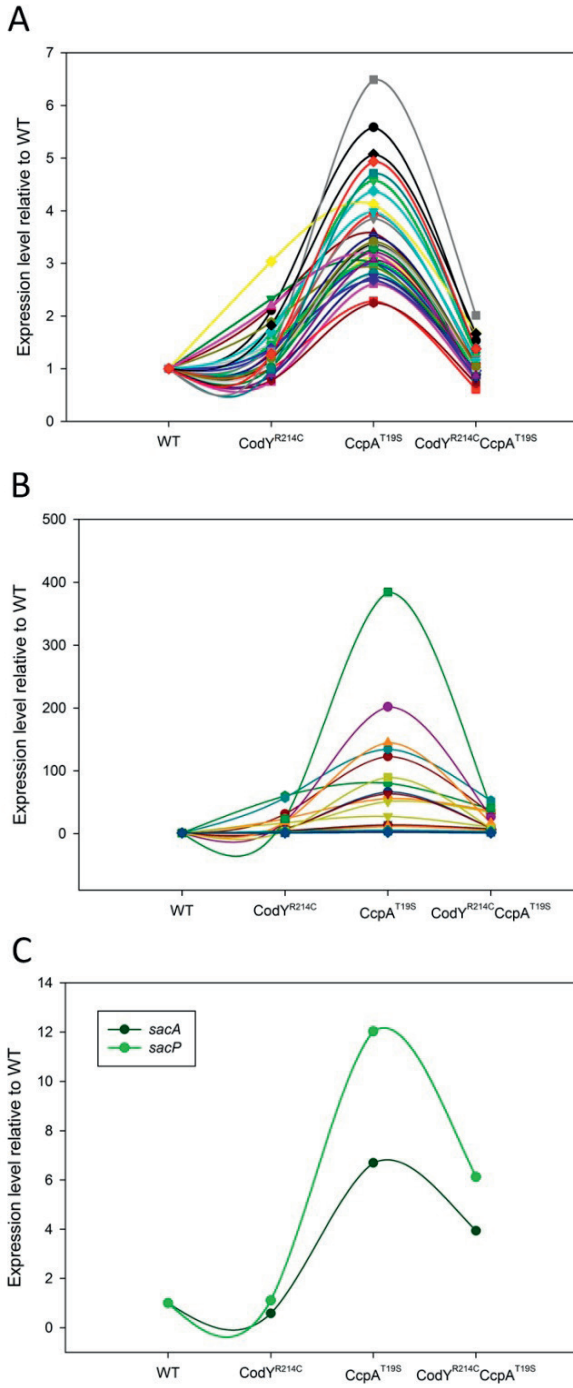 A
7
6
5
4
3
2
1
0
Expression level relative to WT
WT
CodY^R214C
CcpA^T19S
CodY^R214C CcpA^T19S
B
500
400
300
200
100
0
Expression level relative to WT
WT
CodY^R214C
CcpA^T19S
CodY^R214C CcpA^T19S
C
14
12
10
8
6
4
2
0
Expression level relative to WT
sacA
sacP
WT
CodY^R214C
CcpA^T19S
CodY^R214C CcpA^T19S